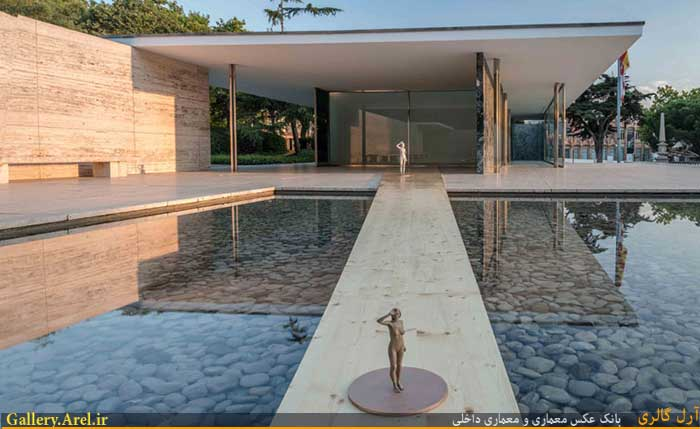 Gallery.Arel.ir
بانک عکس معماری و معماری داخلی
آرل گالری